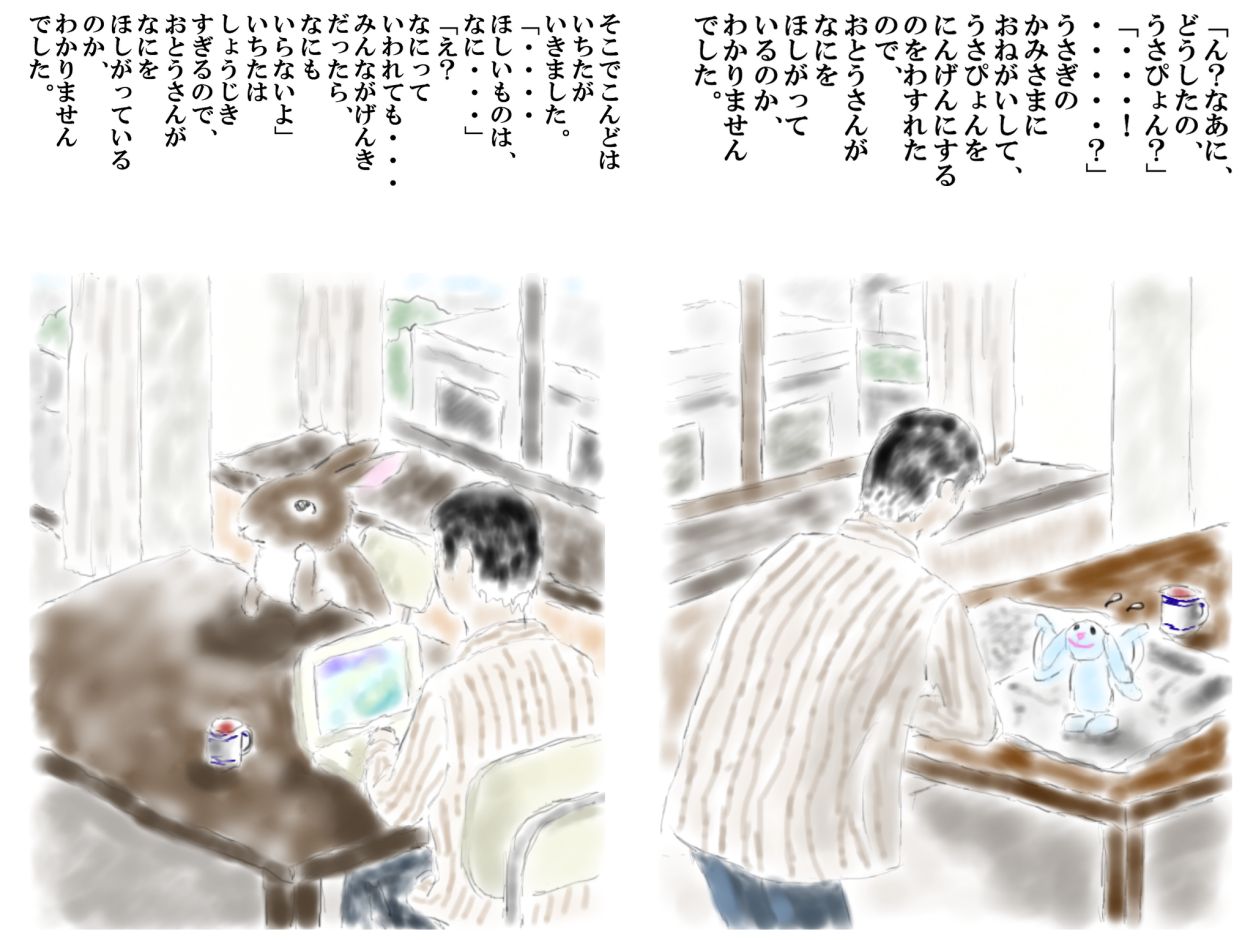 「ん？なあに、
どうしたの、
うさぴょん？」
「・・・！
・・・・・？」
うさぎの
かみさまに
おねがいして、
うさぴょんを
にんげんにする
のをわすれた
ので、
おとうさんが
なにを
ほしがって
いるのか、
わかりません
でした。
そこでこんどは
いちたが
いきました。
「・・・・
ほしいものは、
なに・・・」
「え？
なにって
いわれても・・・・
みんながげんき
だったら、
なにも
いらないよ」
いちたは
しょうじき
すぎるので、
おとうさんが
なにを
ほしがっている
のか、
わかりません
でした。